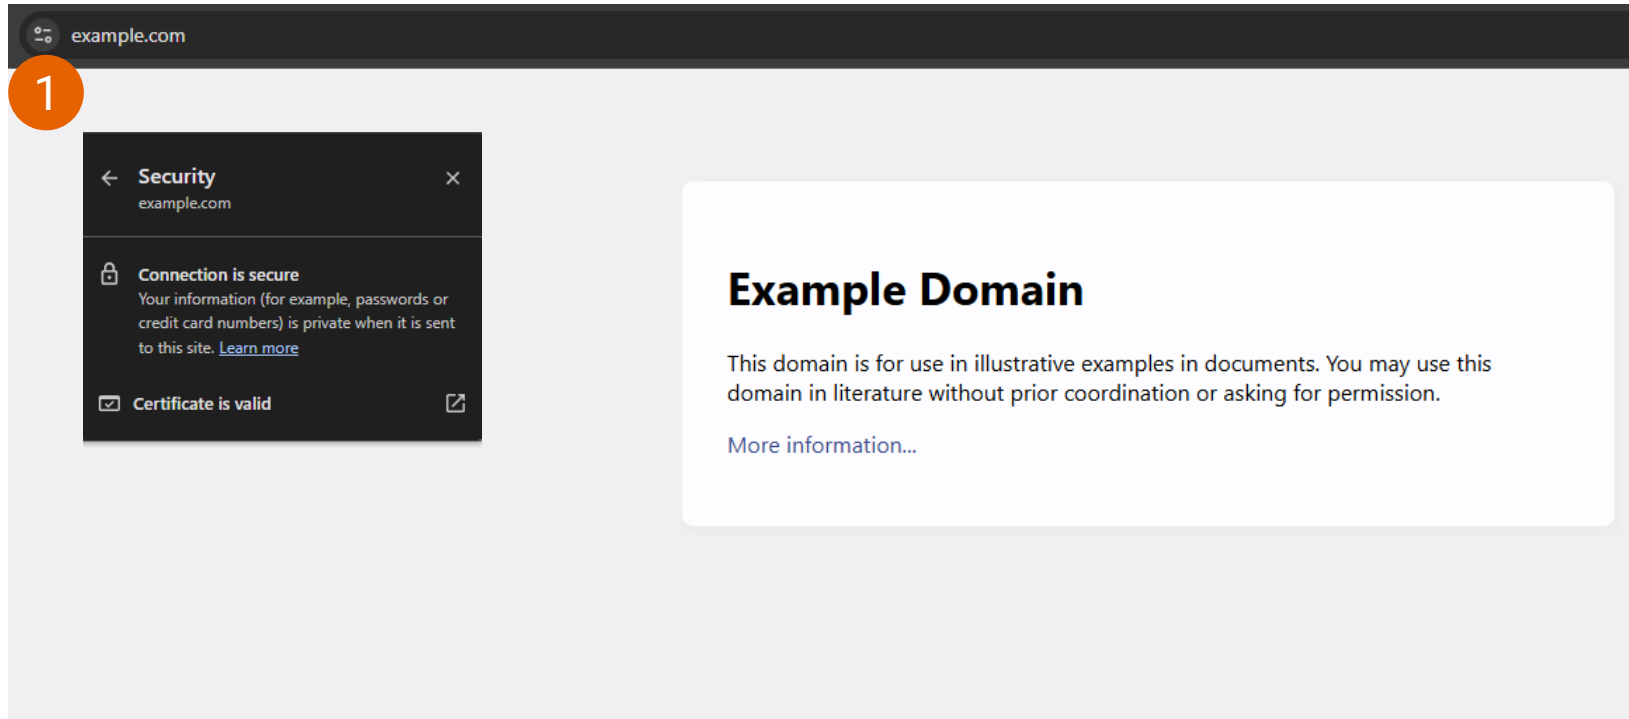 example.com
1
Security
example.com
Connection is secure
Your information (for example, passwords or
credit card numbers) is private when it is sent
to this site. Learn more
Certificate is valid
Example Domain
This domain is for use in illustrative examples in documents. You may use this
domain in literature without prior coordination or asking for permission.
More information...